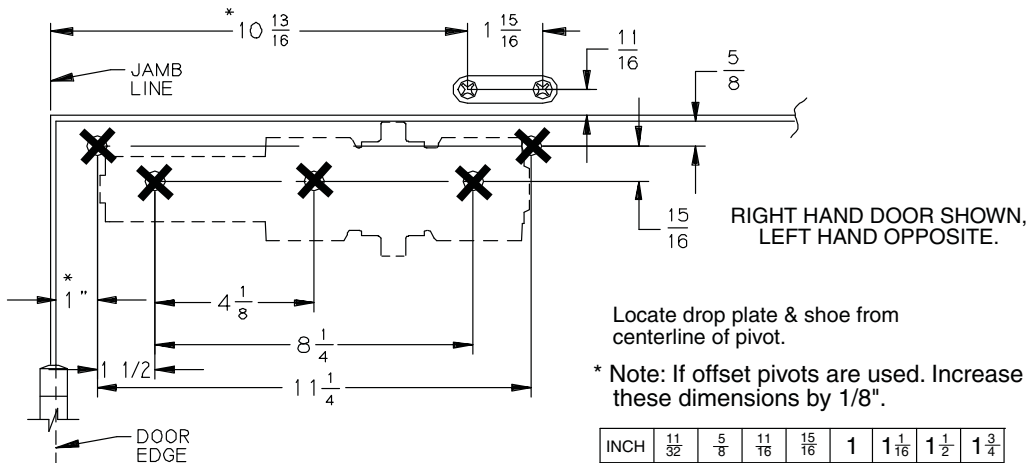 * 10 13/16
1 15/16
11/16
5/8
JAMB
LINE
15/16
RIGHT HAND DOOR SHOWN,
LEFT HAND OPPOSITE.
* 1"
4 1/8
8 1/4
1 1/2
11 1/4
Locate drop plate & shoe from
centerline of pivot.
* Note: If offset pivots are used. Increase
these dimensions by 1/8".
DOOR
EDGE
INCH 11/32 5/8 11/16 15/16 1 1 1/16 1 1/2 1 3/4